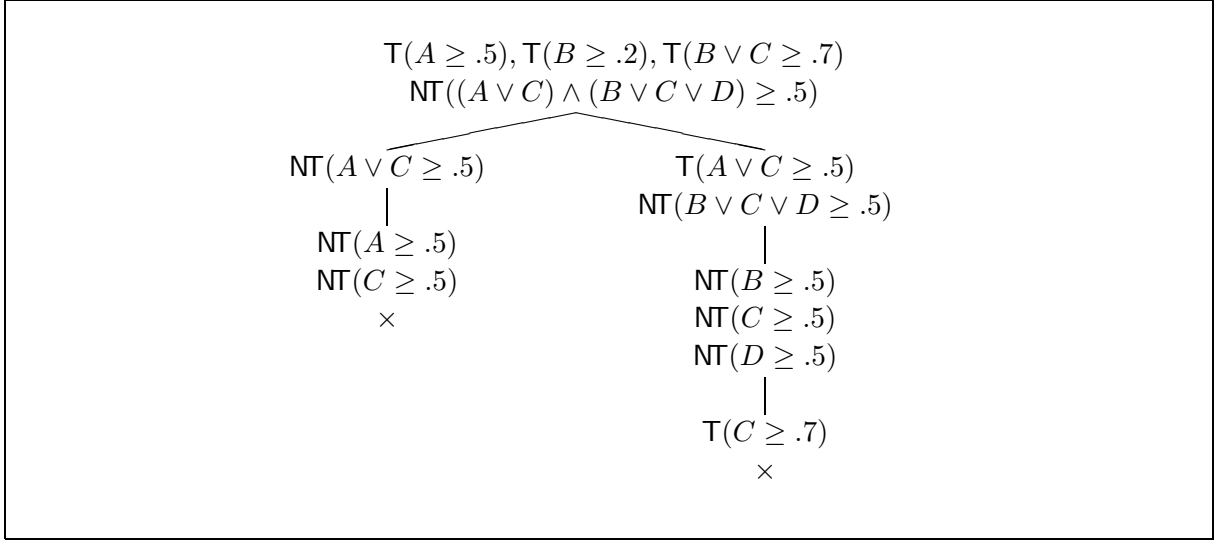 T(A ≥ .5), T(B ≥ .2), T(B ∨ C ≥ .7)
NT((A ∨ C) ∧ (B ∨ C ∨ D) ≥ .5)
NT(A ∨ C ≥ .5)
NT(A ≥ .5)
NT(C ≥ .5)
×
T(A ∨ C ≥ .5)
NT(B ∨ C ∨ D ≥ .5)
NT(B ≥ .5)
NT(C ≥ .5)
NT(D ≥ .5)
T(C ≥ .7)
×